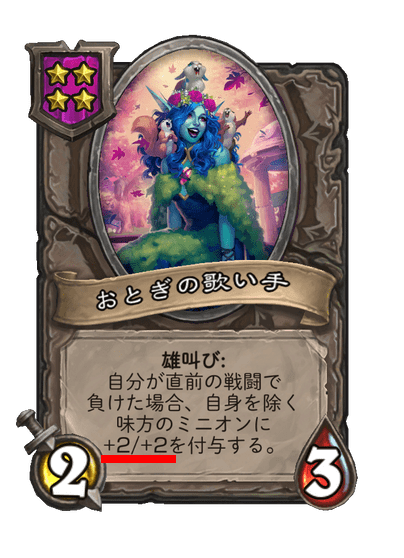 おとぎの歌い手
雄叫び:
自分が直前の戦闘で
負けた場合、自身を除く
味方のミニオンに
+2/+2を付与する。
2
3